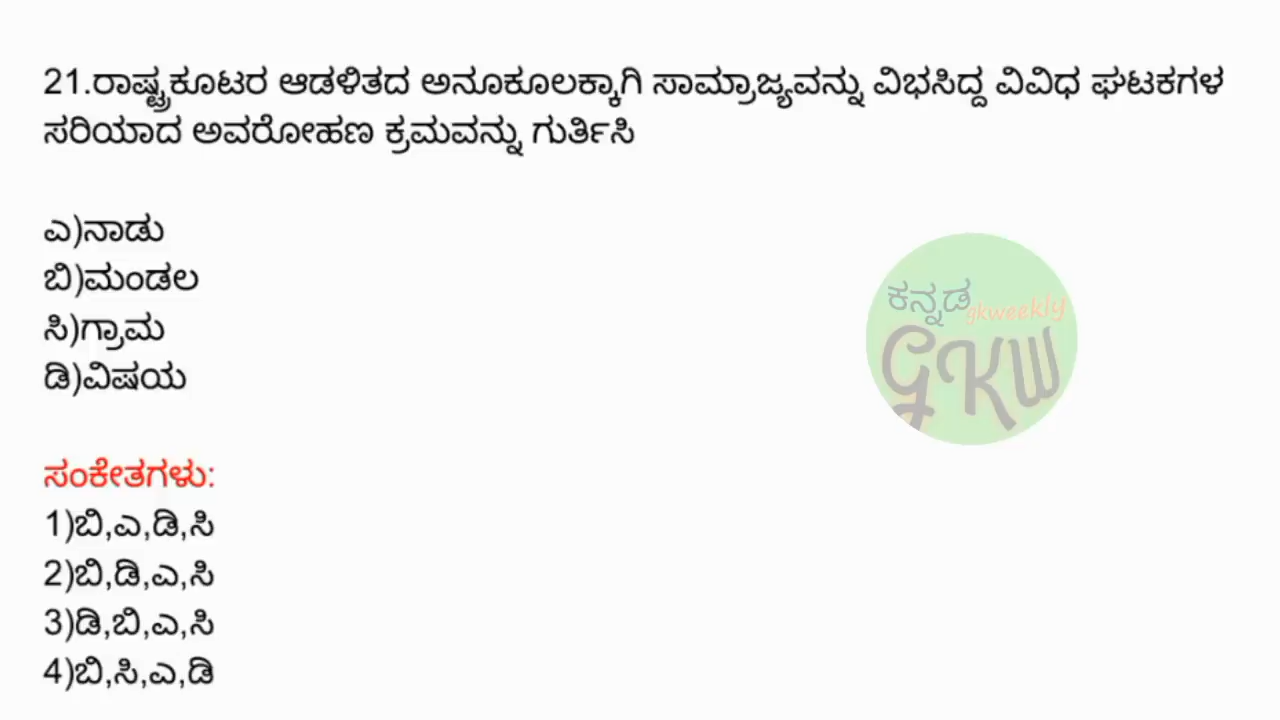 21.ರಾಷ್ಟ್ರಕೂಟರ ಆಡಳಿತದ ಅನೂಕೂಲಕ್ಕಾಗಿ ಸಾಮ್ರಾಜ್ಯವನ್ನು ವಿಭಸಿದ್ದ ವಿವಿಧ ಘಟಕಗಳ
ಸರಿಯಾದ ಅವರೋಹಣ ಕ್ರಮವನ್ನು ಗುರ್ತಿಸಿ
ಎ)ನಾಡು
ಬಿ)ಮಂಡಲ
ಸಿ)ಗ್ರಾಮ
ಡಿ)ವಿಷಯ
ಕನ್ನಡ
gkweekly
GKW
ಸಂಕೇತಗಳು:
1)ಬಿ,ಎ,ಡಿ,ಸಿ
2)ಬಿ,ಡಿ,ಎ,ಸಿ
3)ಡಿ,ಬಿ,ಎ,ಸಿ
4)ಬಿ,ಸಿ,ಎ,ಡಿ